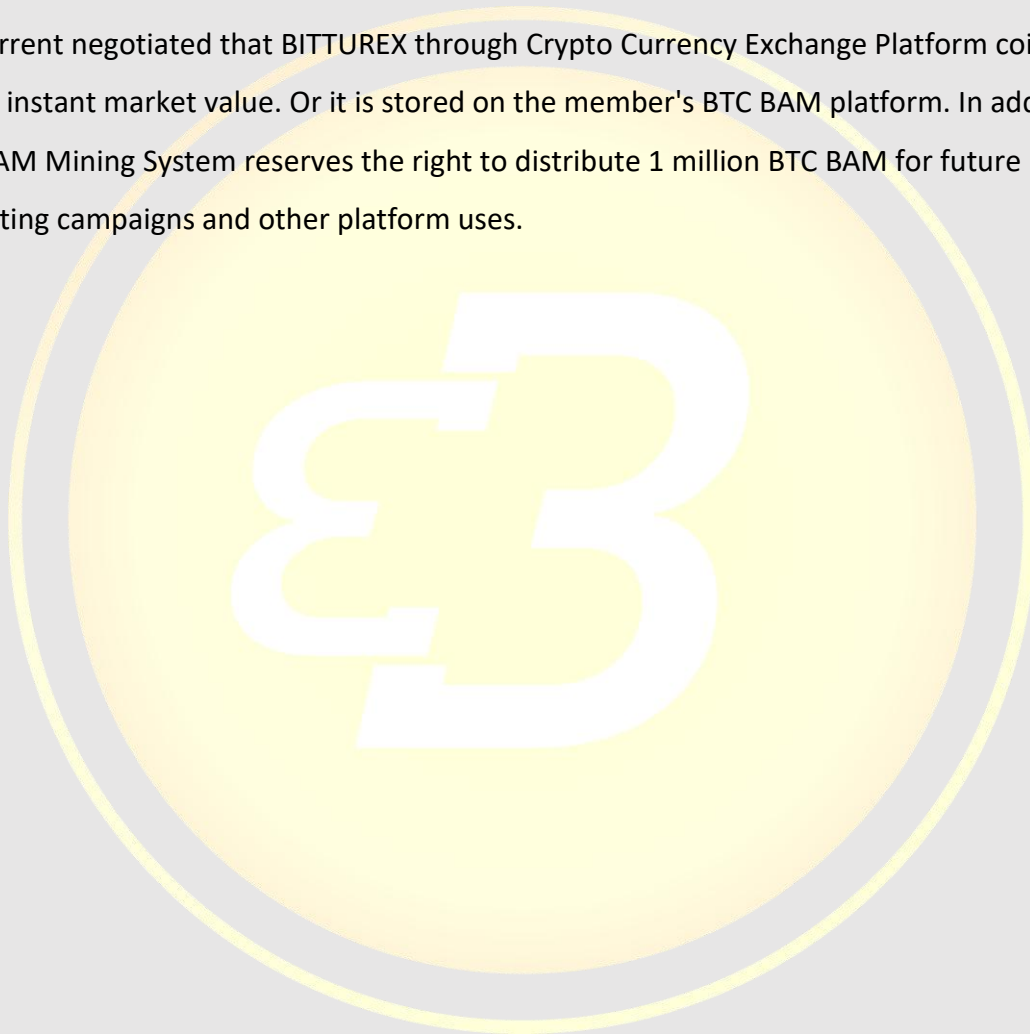 rrent negotiated that BITTUREX through Crypto Currency Exchange Platform coi
instant market value. Or it is stored on the member's BTC BAM platform. In add
AM Mining System reserves the right to distribute 1 million BTC BAM for future
ting campaigns and other platform uses.